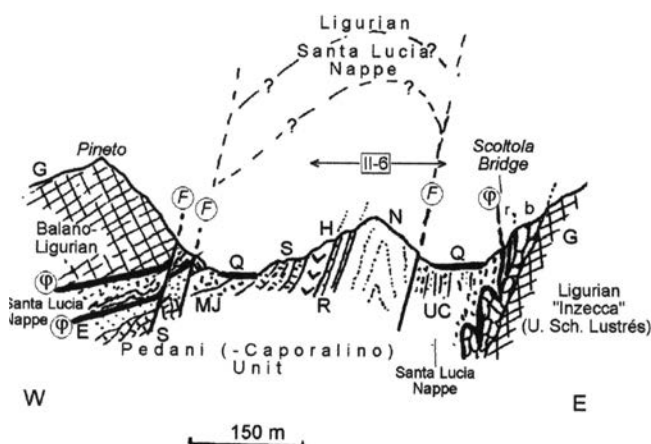 Ligurian
?
Santa Lucia
Nappe
?
?
?
II-6
Pineto
Scoltola
Bridge
G
F
F
F
φ
Balano-
Ligurian
H
N
r, b
Q
S
Q
G
φ
Santa Lucia
Nappe
φ
E
S
MJ
R
UC
Ligurian
"Inzecca"
(U. Sch. Lustrés)
Pedani (-Caporalino)
Unit
Santa Lucia
Nappe
W
E
150 m